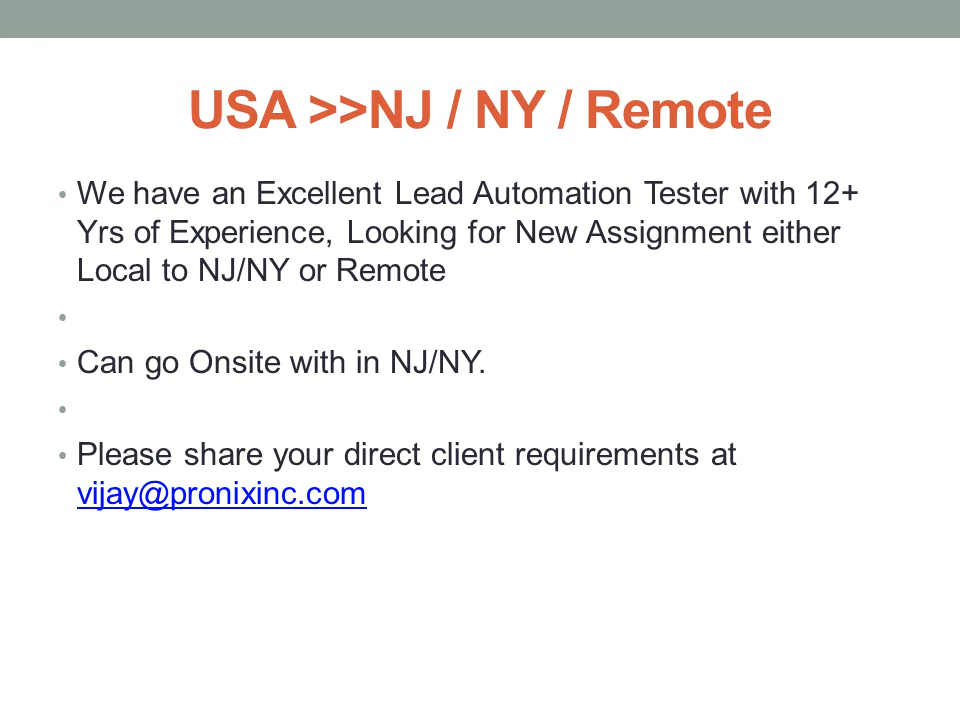 USA >>NJ / NY / Remote
• We have an Excellent Lead Automation Tester with 12+
Yrs of Experience, Looking for New Assignment either
Local to NJ/NY or Remote
•
• Can go Onsite with in NJ/NY.
•
• Please share your direct client requirements at
vijay@pronixinc.com